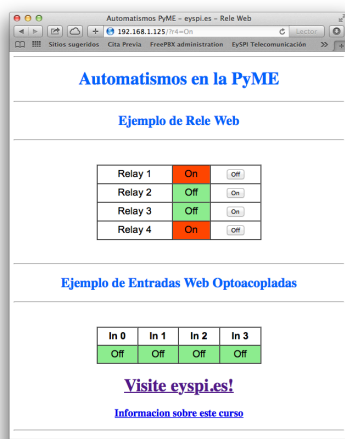 Automatismos PyME – eyspi.es – Rele Web
192.168.1.125/?r4=On
Lector
Sitios sugeridos Cita Previa FreePBX administration EySPI Telecomunicación
Automatismos en la PyME
Ejemplo de Rele Web
Relay 1 On Off
Relay 2 Off On
Relay 3 Off On
Relay 4 On Off
Ejemplo de Entradas Web Optoacopladas
In 0 In 1 In 2 In 3
Off Off Off Off
Visite eyspi.es!
Informacion sobre este curso